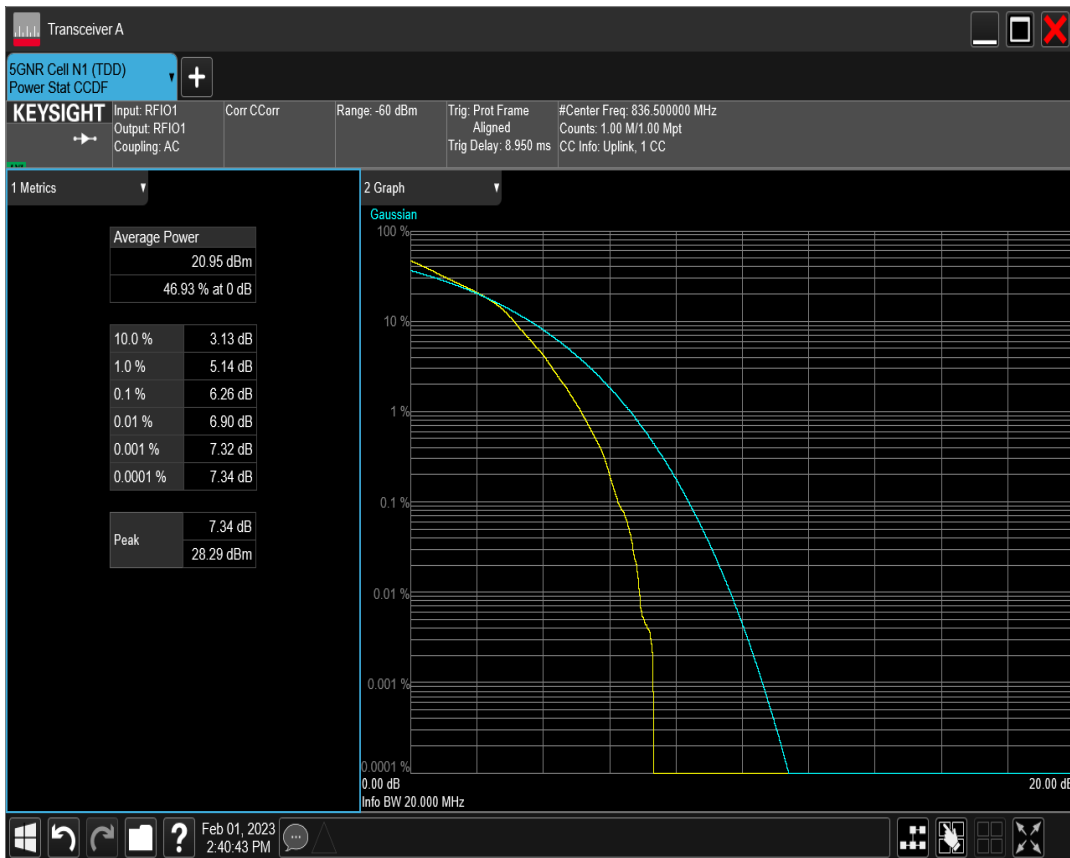 Transceiver A
5GNR Cell N1 (TDD)
Power Stat CCDF
KEYSIGHT
Input: RFIO1
Output: RFIO1
Coupling: AC
Corr CCorr
Range: -60 dBm
Trig: Prot Frame
Aligned
Trig Delay: 8.950 ms
#Center Freq: 836.500000 MHz
Counts: 1.00 M/1.00 Mpt
CC Info: Uplink, 1 CC
1 Metrics
Average Power
20.95 dBm
46.93 % at 0 dB
10.0 % 3.13 dB
1.0 % 5.14 dB
0.1 % 6.26 dB
0.01 % 6.90 dB
0.001 % 7.32 dB
0.0001 % 7.34 dB
Peak
7.34 dB
28.29 dBm
2 Graph
Gaussian
100 %
10 %
1 %
0.1 %
0.01 %
0.001 %
0.0001 %
0.00 dB 20.00 dB
Info BW 20.000 MHz
Feb 01, 2023
2:40:43 PM